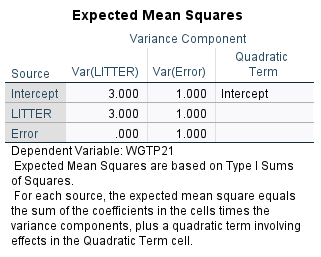 Expected Mean Squares
Variance Component
Quadratic
Source Var(LITTER) Var(Error) Term
Intercept 3.000 1.000 Intercept
LITTER 3.000 1.000
Error .000 1.000
Dependent Variable: WGTP21
Expected Mean Squares are based on Type I Sums
of Squares.
For each source, the expected mean square equals
the sum of the coefficients in the cells times the
variance components, plus a quadratic term involving
effects in the Quadratic Term cell.